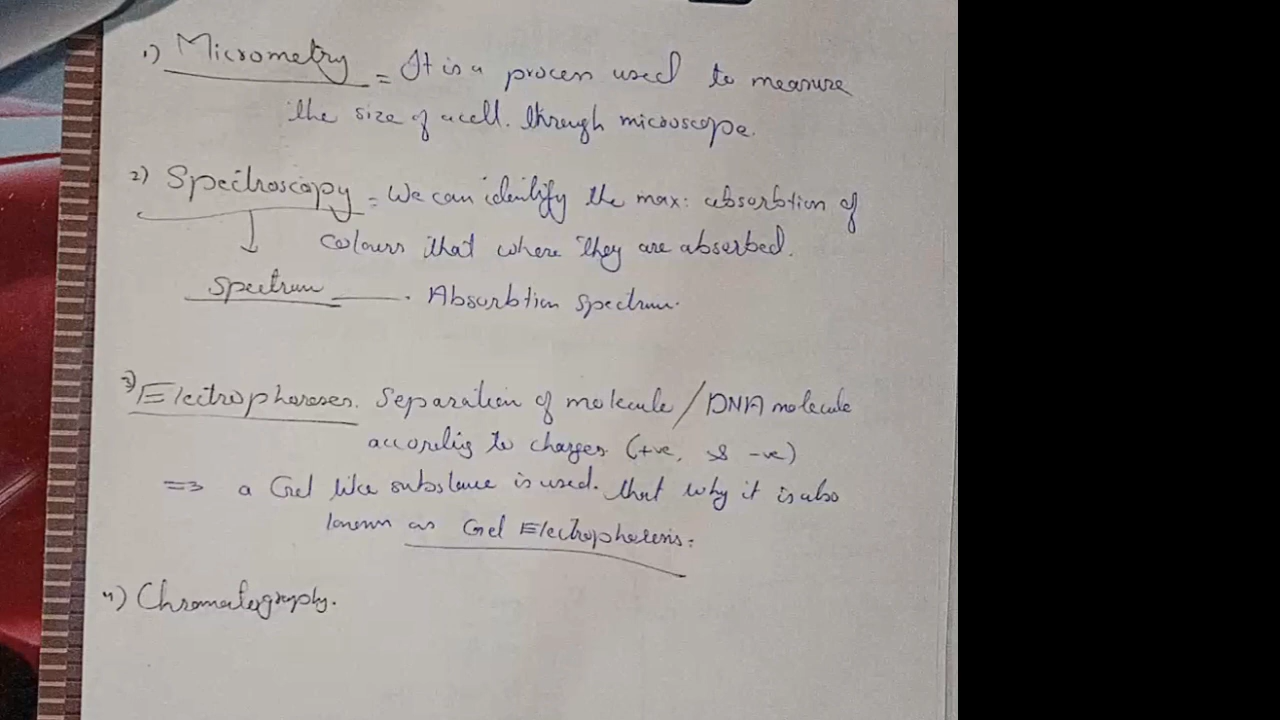 1) Micrometry = It is a process used to measure
the size of a cell. through microscope.
2) Spectroscopy = We can identify the max: absorbtion of
colours that where they are absorbed.
Spectrum . Absorbtion Spectrum.
3) Electrophoreses. Separation of molecule / DNA molecule
according to charges (+ve, & -ve)
=> a Gel like substance is used. that why it is also
known as Gel Electrophoresis.
4) Chromatography.